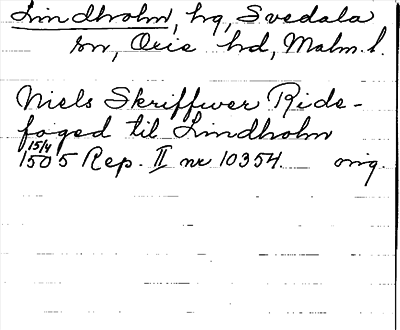 Lindholm, hg, Svedala
sn, Oxie hd, Malm. l.
Niels Skriffwer Ride-
foged til Lindholm
15/4
1505 Rep. II nr 10354. orig.